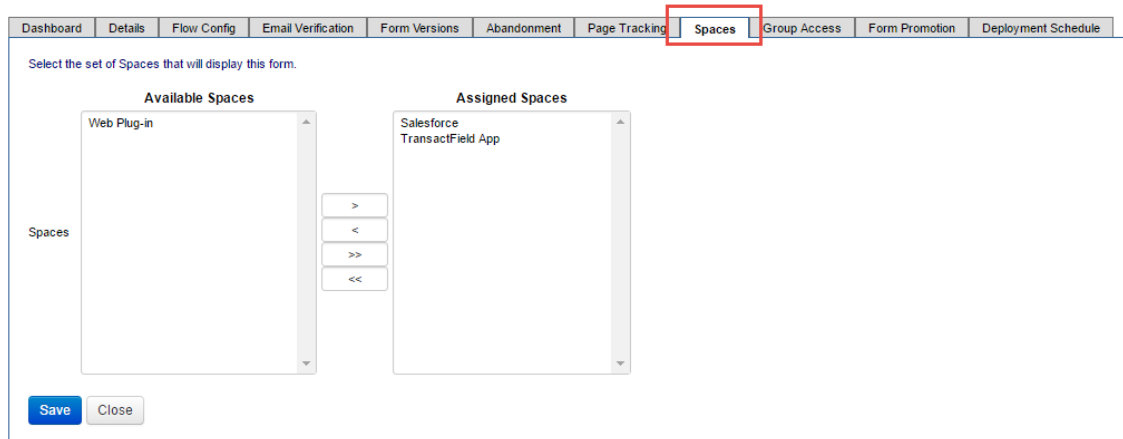 Dashboard Details Flow Config Email Verification Form Versions Abandonment Page Tracking Spaces Group Access Form Promotion Deployment Schedule
Select the set of Spaces that will display this form.
Available Spaces Assigned Spaces
Web Plug-in Salesforce
TransactField App
>
Spaces <
>>
<<
Save Close